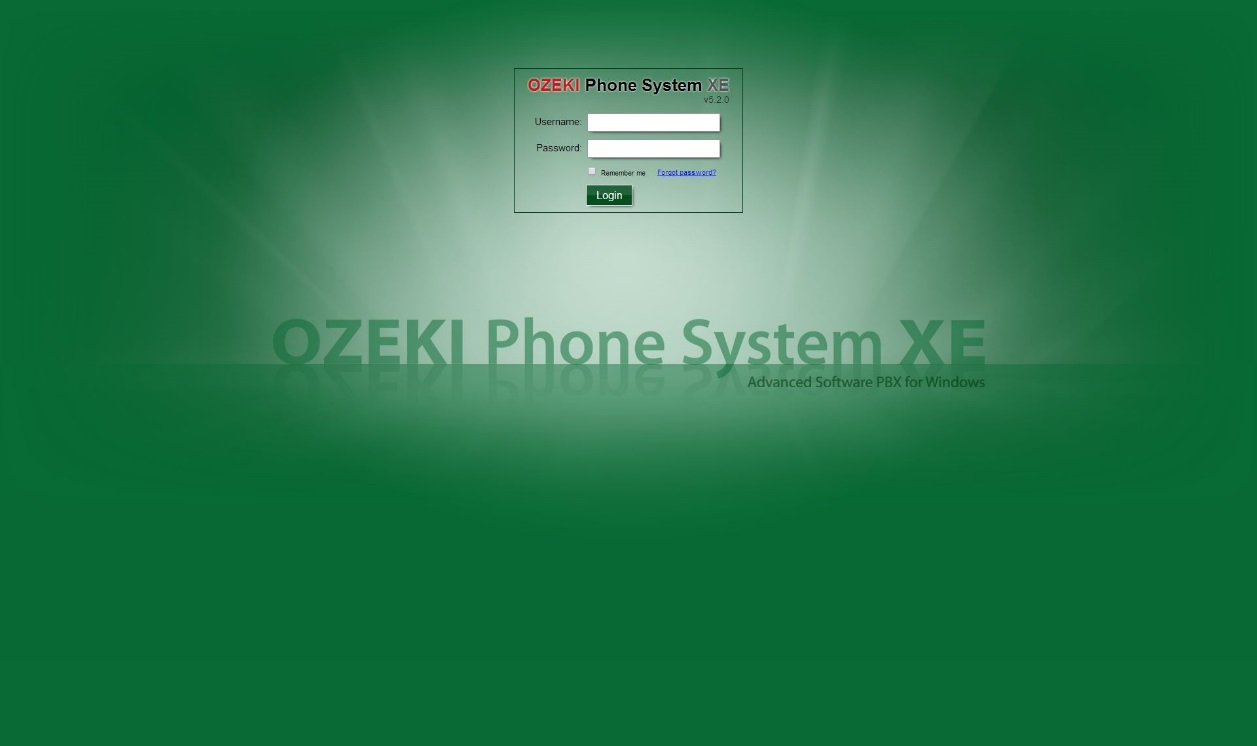 OZEKI Phone System XE
v5.2.0
Username:
Password:
Remember me Forgot password?
Login
OZEKI Phone System XE
Advanced Software PBX for Windows